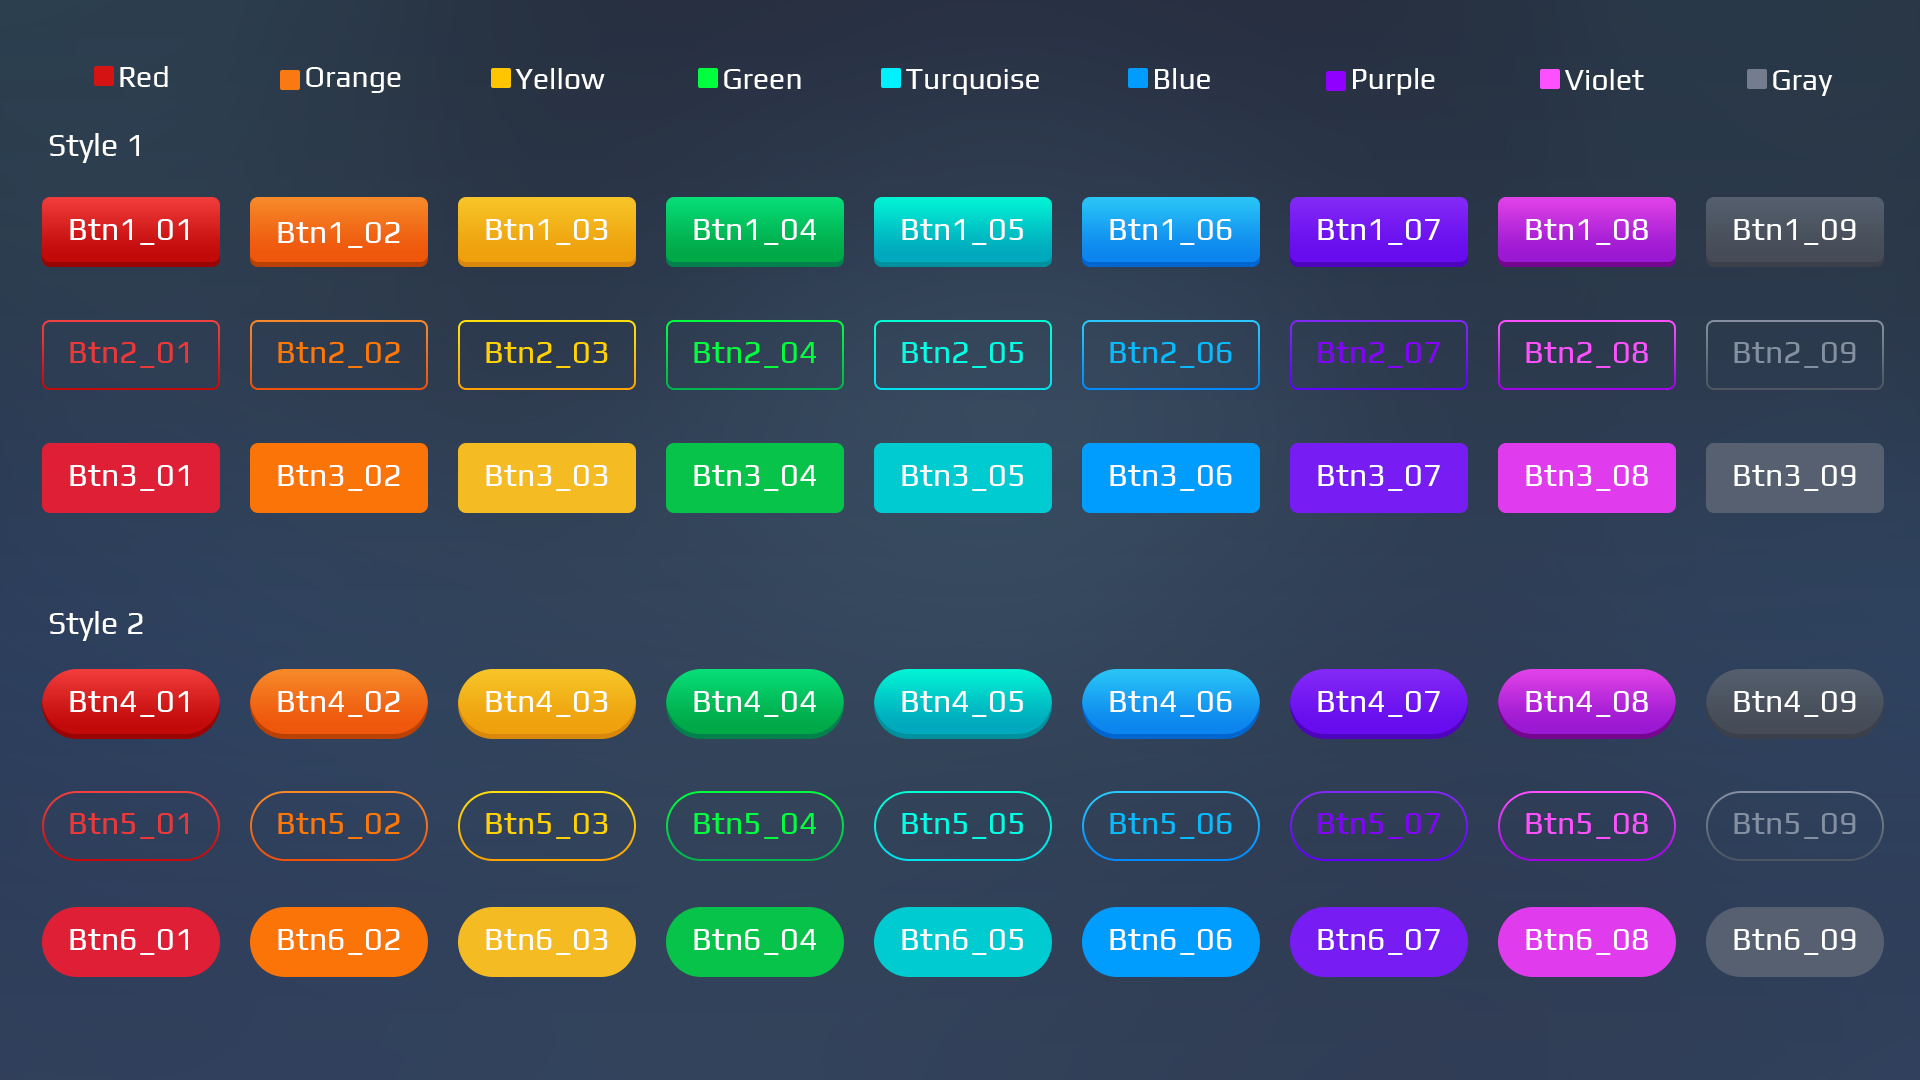 Red Orange Yellow Green Turquoise Blue Purple Violet Gray
Style 1
Btn1_01 Btn1_02 Btn1_03 Btn1_04 Btn1_05 Btn1_06 Btn1_07 Btn1_08 Btn1_09
Btn2_01 Btn2_02 Btn2_03 Btn2_04 Btn2_05 Btn2_06 Btn2_07 Btn2_08 Btn2_09
Btn3_01 Btn3_02 Btn3_03 Btn3_04 Btn3_05 Btn3_06 Btn3_07 Btn3_08 Btn3_09
Style 2
Btn4_01 Btn4_02 Btn4_03 Btn4_04 Btn4_05 Btn4_06 Btn4_07 Btn4_08 Btn4_09
Btn5_01 Btn5_02 Btn5_03 Btn5_04 Btn5_05 Btn5_06 Btn5_07 Btn5_08 Btn5_09
Btn6_01 Btn6_02 Btn6_03 Btn6_04 Btn6_05 Btn6_06 Btn6_07 Btn6_08 Btn6_09